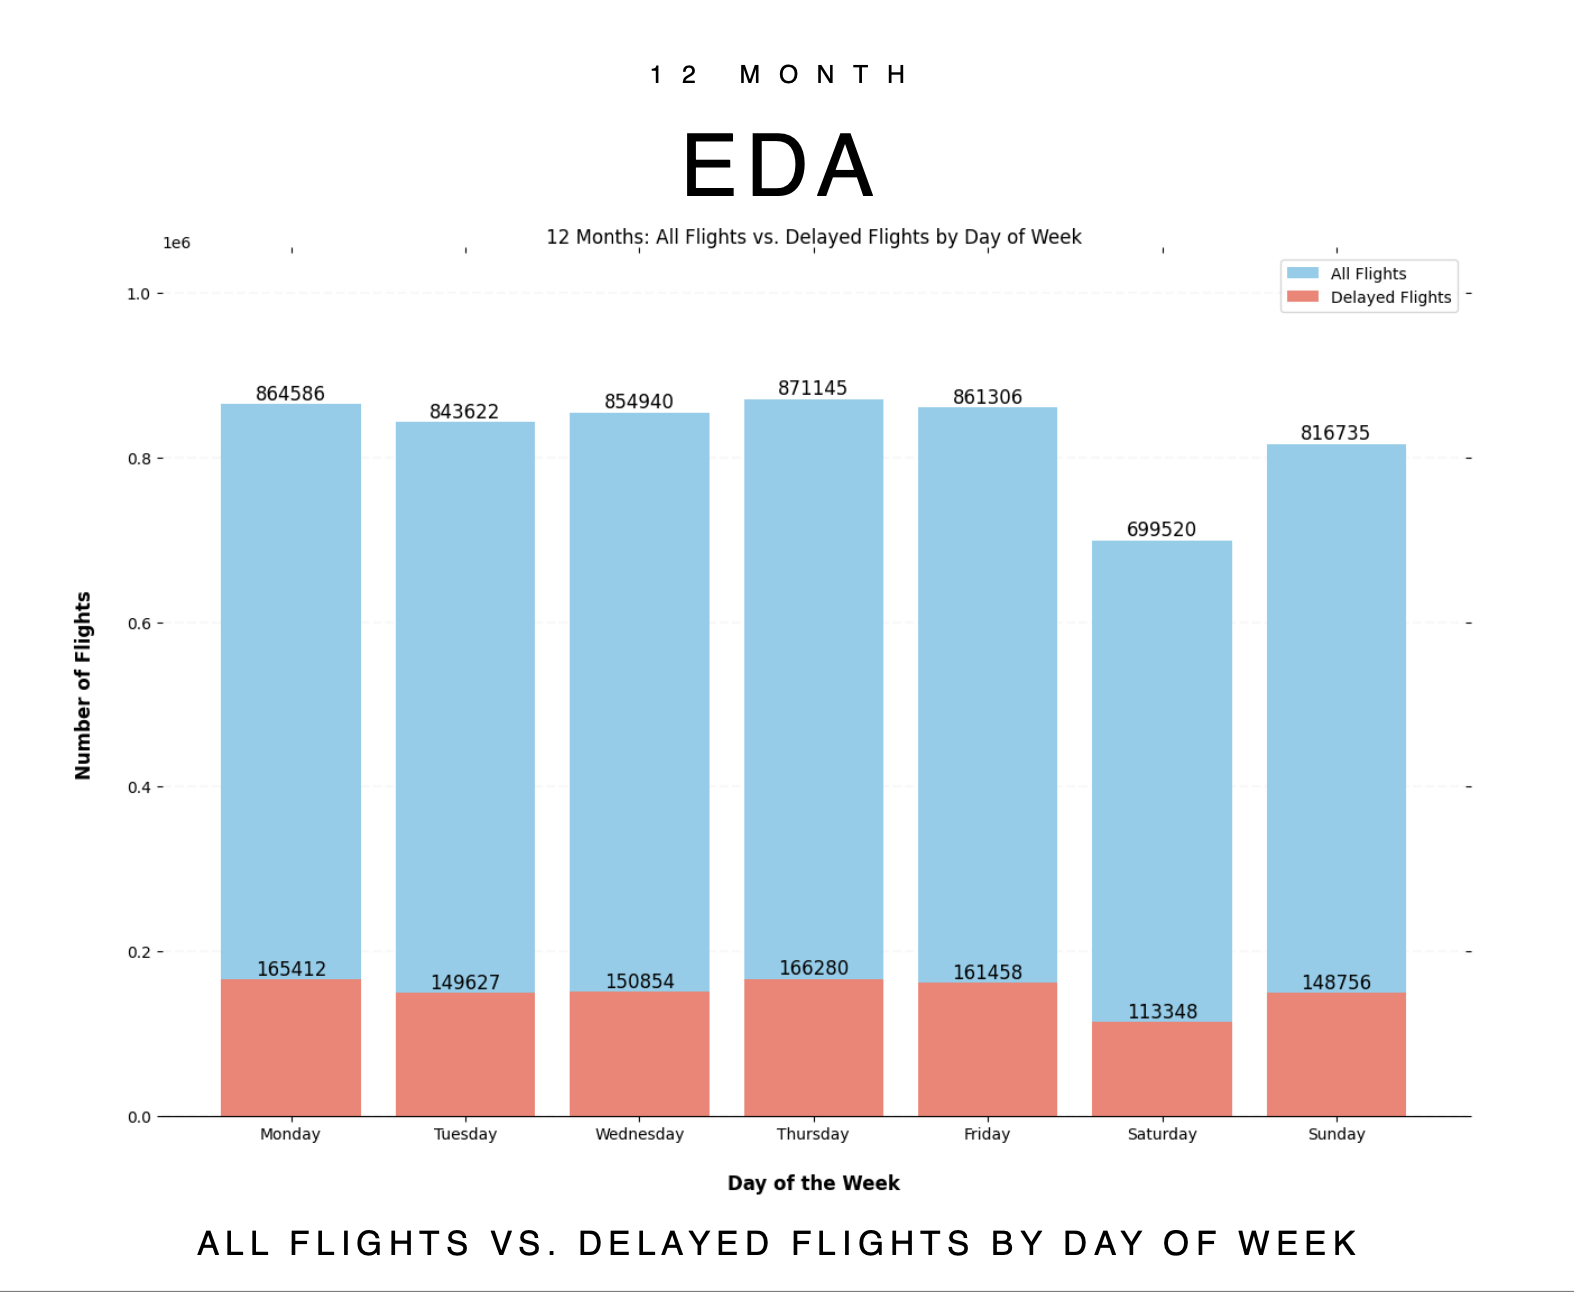 12 MONTH
EDA
12 Months: All Flights vs. Delayed Flights by Day of Week
1e6
All Flights
Delayed Flights
1.0
0.8
0.6
0.4
0.2
0.0
Number of Flights
864586
843622
854940
871145
861306
699520
816735
165412
149627
150854
166280
161458
113348
148756
Monday
Tuesday
Wednesday
Thursday
Friday
Saturday
Sunday
Day of the Week
ALL FLIGHTS VS. DELAYED FLIGHTS BY DAY OF WEEK